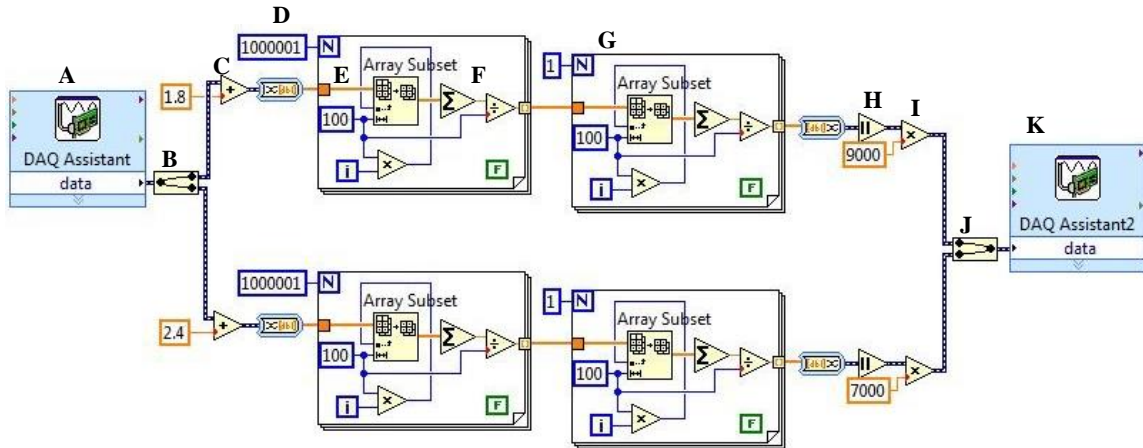 A
DAQ Assistant
data
B
C
1.8
D
1000001
N
E
Array Subset
F
100
Σ
÷
×
i
F
G
1
N
Array Subset
100
Σ
÷
×
i
F
H
I
9000
×
J
K
DAQ Assistant2
data
+
2.4
+
1000001
N
Array Subset
100
Σ
÷
×
i
F
1
N
Array Subset
100
Σ
÷
×
i
F
7000
×